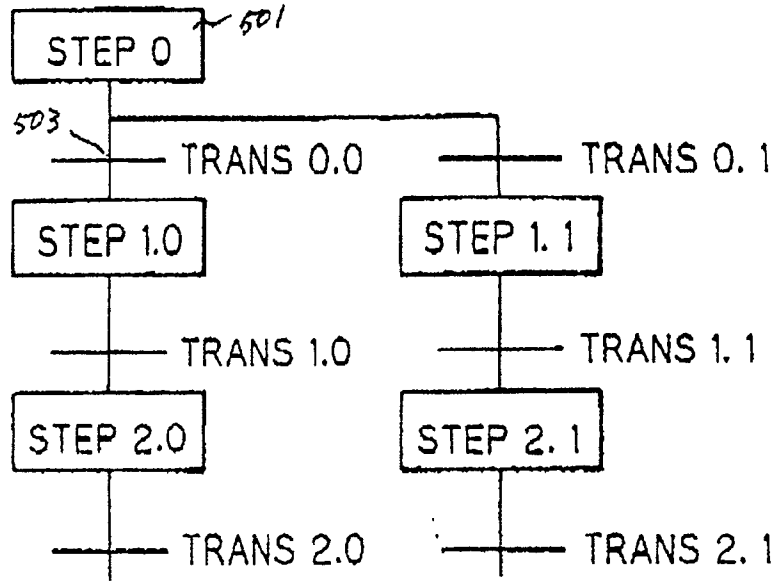 501
STEP 0
503
TRANS 0.0 TRANS 0. 1
STEP 1.0 STEP 1. 1
TRANS 1.0 TRANS 1. 1
STEP 2.0 STEP 2. 1
TRANS 2.0 TRANS 2. 1